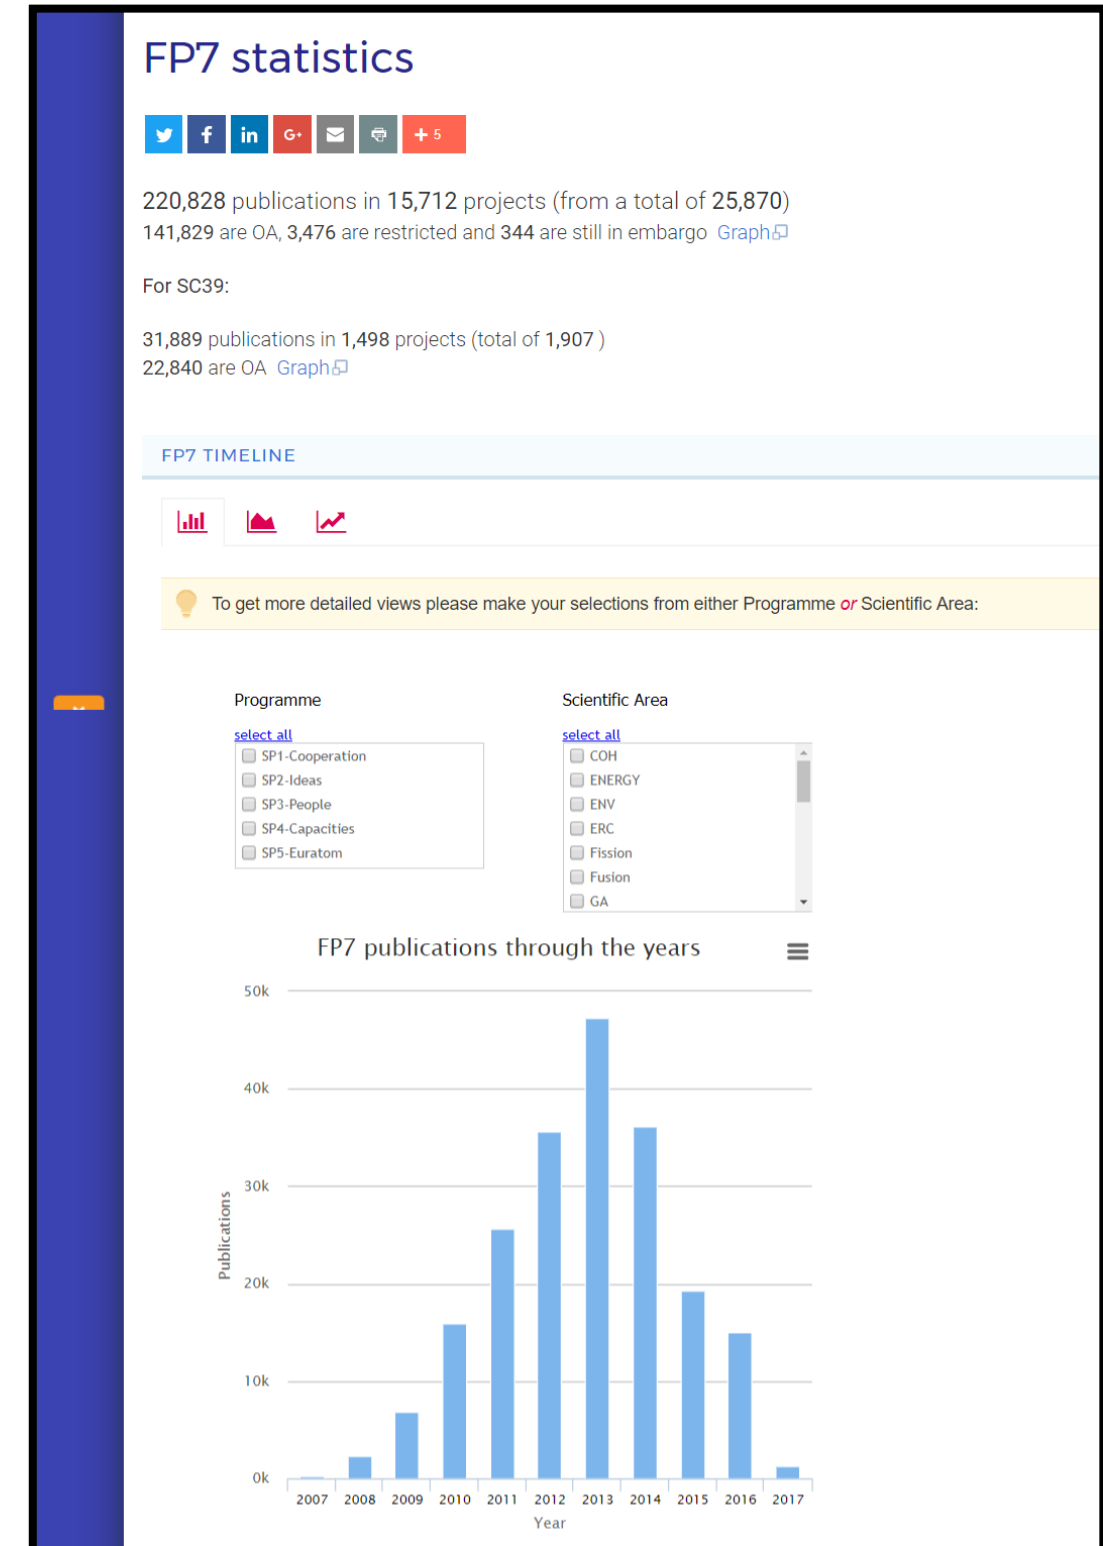 FP7 statistics
f in G+ + 5
220,828 publications in 15,712 projects (from a total of 25,870)
141,829 are OA, 3,476 are restricted and 344 are still in embargo Graph
For SC39:
31,889 publications in 1,498 projects (total of 1,907 )
22,840 are OA Graph
FP7 TIMELINE
To get more detailed views please make your selections from either Programme or Scientific Area:
Programme
select all
SP1-Cooperation
SP2-Ideas
SP3-People
SP4-Capacities
SP5-Euratom
Scientific Area
select all
COH
ENERGY
ENV
ERC
Fission
Fusion
GA
FP7 publications through the years
50k
40k
30k
20k
10k
0k
Publications
2007 2008 2009 2010 2011 2012 2013 2014 2015 2016 2017
Year